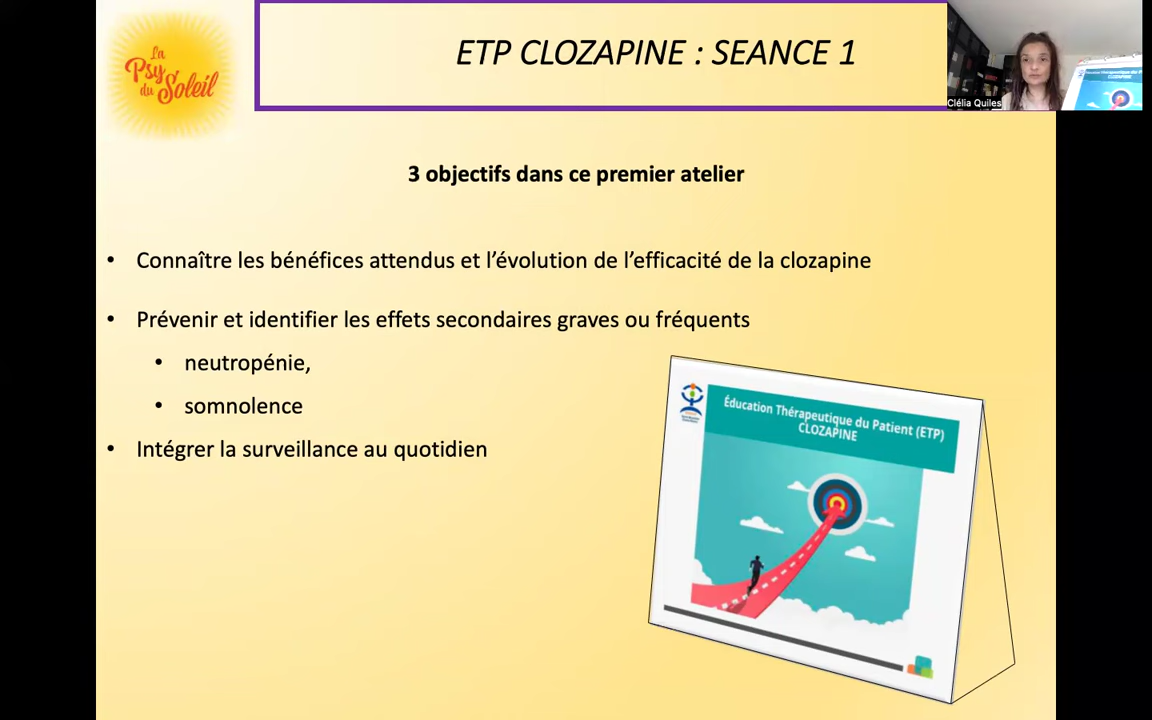 La
Psy
du Soleil
ETP CLOZAPINE : SEANCE 1
Clélia Quiles
3 objectifs dans ce premier atelier
• Connaître les bénéfices attendus et l’évolution de l’efficacité de la clozapine
• Prévenir et identifier les effets secondaires graves ou fréquents
• neutropénie,
• somnolence
• Intégrer la surveillance au quotidien
Éducation Thérapeutique du Patient (ETP)
CLOZAPINE